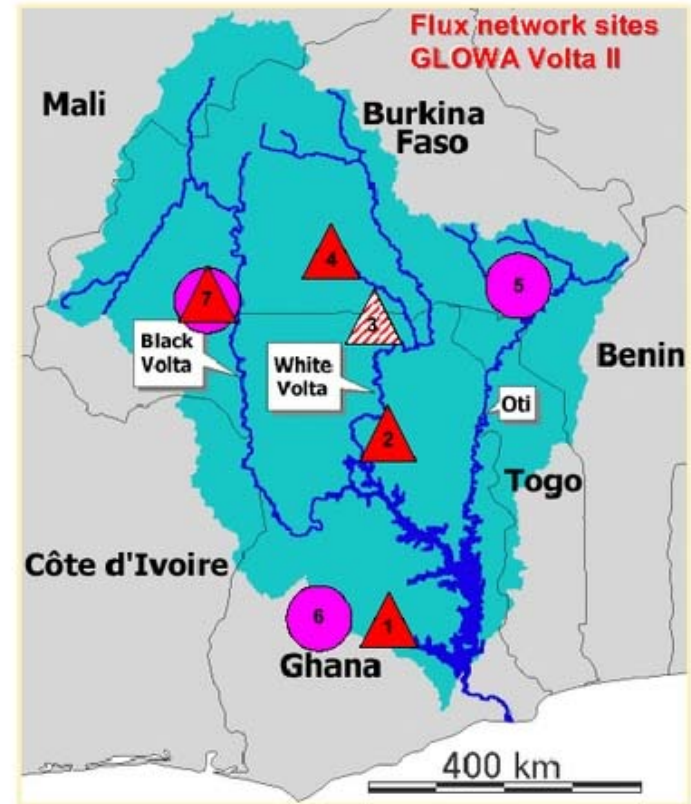 Flux network sites
GLOWA Volta II
Mali
Burkina
Faso
4
7
5
3
Black
Volta
White
Volta
Benin
Oti
2
Togo
Côte d'Ivoire
6
1
Ghana
400 km